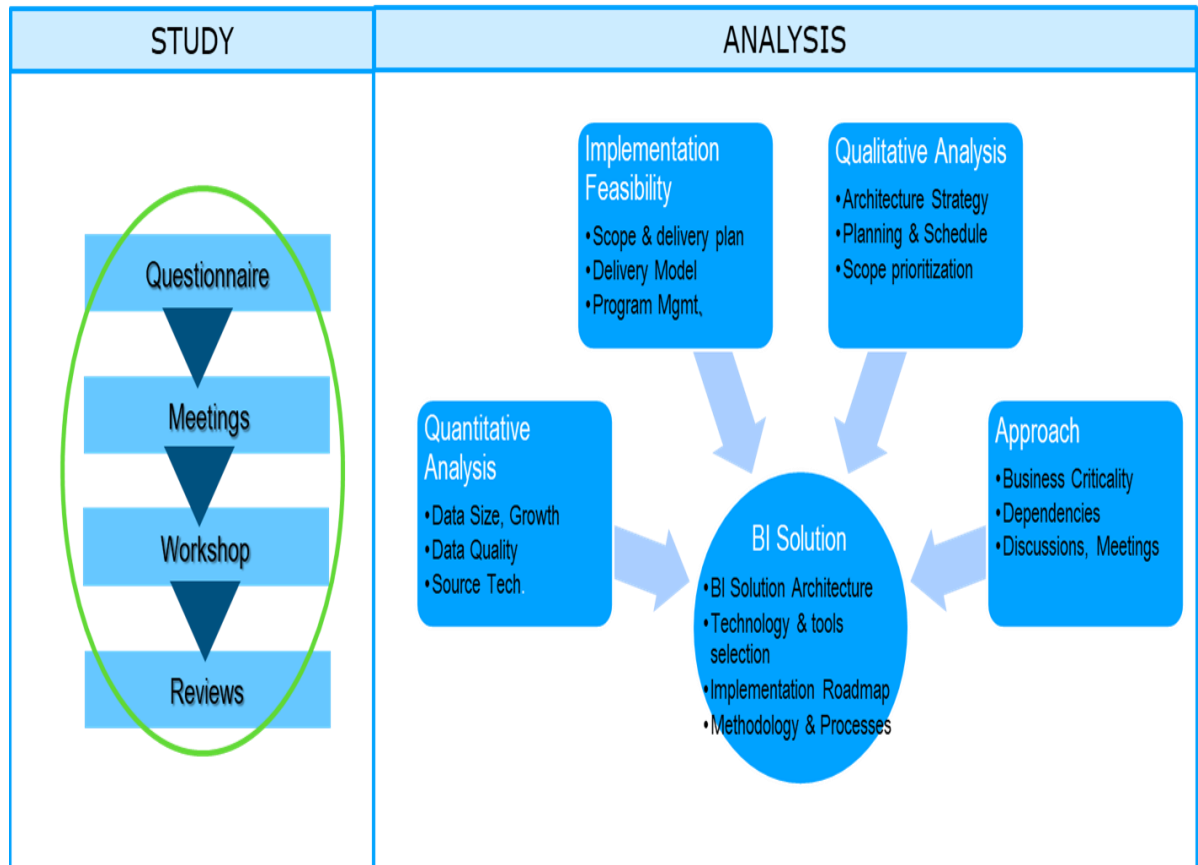 STUDY
ANALYSIS
Questionnaire
Meetings
Workshop
Reviews
Implementation
Feasibility
•Scope & delivery plan
•Delivery Model
•Program Mgmt.
Qualitative Analysis
•Architecture Strategy
•Planning & Schedule
•Scope prioritization
Quantitative
Analysis
•Data Size, Growth
•Data Quality
•Source Tech.
Approach
•Business Criticality
•Dependencies
•Discussions, Meetings
BI Solution
•BI Solution Architecture
•Technology & tools
selection
•Implementation Roadmap
•Methodology & Processes